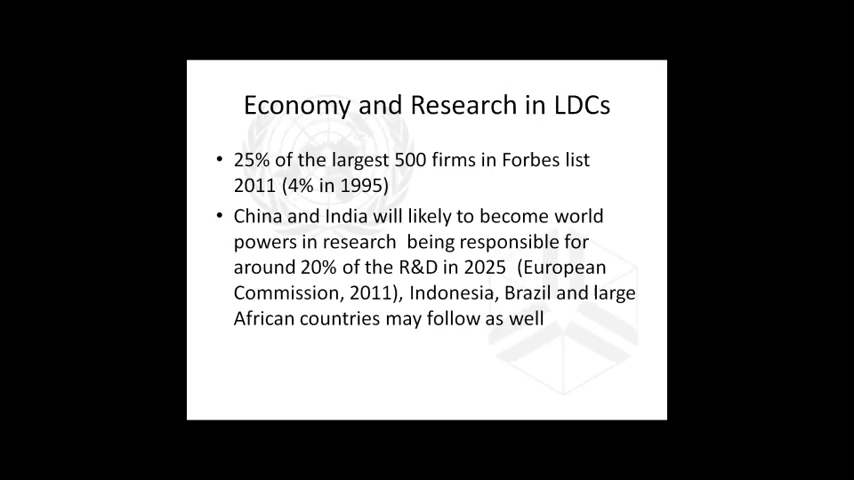 Economy and Research in LDCs
• 25% of the largest 500 firms in Forbes list
2011 (4% in 1995)
• China and India will likely to become world
powers in research  being responsible for
around 20% of the R&D in 2025  (European
Commission, 2011), Indonesia, Brazil and large
African countries may follow as well